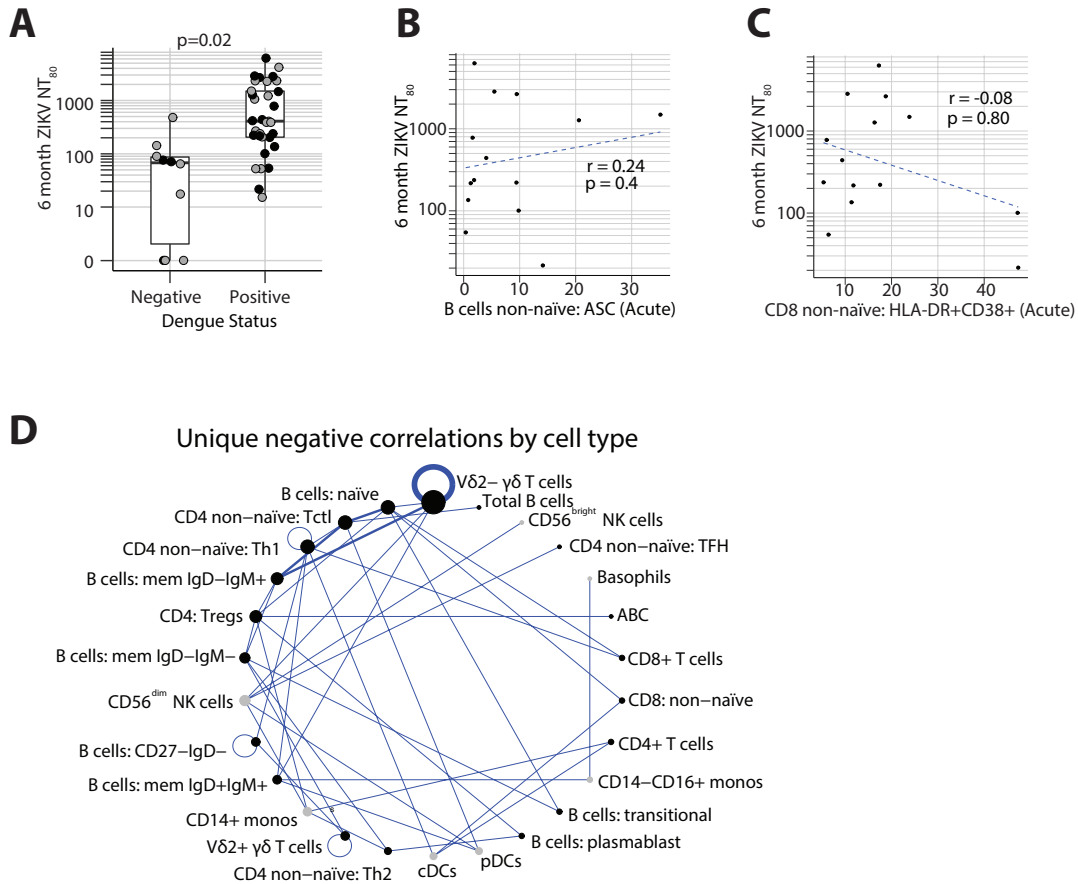 A
p=0.02
6 month ZIKV NT80
1000
100
10
0
Negative
Positive
Dengue Status
B
6 month ZIKV NT80
1000
100
r = 0.24
p = 0.4
0
10
20
30
B cells non-naïve: ASC (Acute)
C
6 month ZIKV NT80
1000
100
r = -0.08
p = 0.80
10
20
30
40
CD8 non-naïve: HLA-DR+CD38+ (Acute)
D
Unique negative correlations by cell type
Vδ2− γδ T cells
Total B cells
CD56bright NK cells
CD4 non−naïve: TFH
Basophils
ABC
CD8+ T cells
CD8: non−naïve
CD4+ T cells
CD14−CD16+ monos
B cells: transitional
B cells: plasmablast
pDCs
cDCs
CD4 non−naïve: Th2
Vδ2+ γδ T cells
CD14+ monos
B cells: mem IgD+IgM+
B cells: CD27−IgD−
CD56dim NK cells
B cells: mem IgD−IgM−
CD4: Tregs
B cells: mem IgD−IgM+
CD4 non−naïve: Th1
CD4 non−naïve: Tctl
B cells: naïve